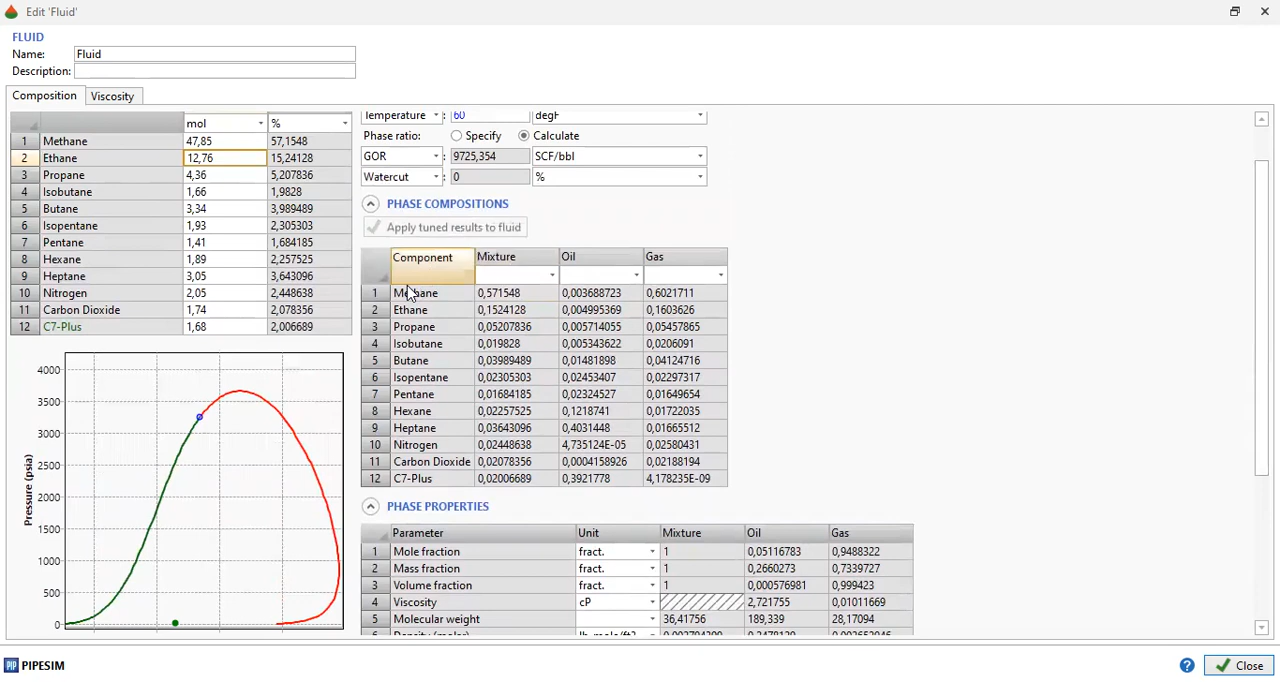 Edit 'Fluid'
FLUID
Name: Fluid
Description:
Composition Viscosity
mol %
1 Methane 47,85 57,1548
2 Ethane 12,76 15,24128
3 Propane 4,36 5,207836
4 Isobutane 1,66 1,9828
5 Butane 3,34 3,989489
6 Isopentane 1,93 2,305303
7 Pentane 1,41 1,684185
8 Hexane 1,89 2,257525
9 Heptane 3,05 3,643096
10 Nitrogen 2,05 2,448638
11 Carbon Dioxide 1,74 2,078356
12 C7-Plus 1,68 2,006689
4000
3500
3000
2500
2000
1500
1000
500
0
Pressure (psia)
Temperature : 60 degF
Phase ratio: Specify Calculate
GOR : 9725,354 SCF/bbl
Watercut : 0 %
PHASE COMPOSITIONS
Apply tuned results to fluid
Component Mixture Oil Gas
1 Methane 0,571548 0,003688723 0,6021711
2 Ethane 0,1524128 0,004995369 0,1603626
3 Propane 0,05207836 0,005714055 0,05457865
4 Isobutane 0,019828 0,005343622 0,0206091
5 Butane 0,03989489 0,01481898 0,04124716
6 Isopentane 0,02305303 0,02453407 0,02297317
7 Pentane 0,01684185 0,02324527 0,01649654
8 Hexane 0,02257525 0,1218741 0,01722035
9 Heptane 0,03643096 0,4031448 0,01665512
10 Nitrogen 0,02448638 4,735124E-05 0,02580431
11 Carbon Dioxide 0,02078356 0,0004158926 0,02188194
12 C7-Plus 0,02006689 0,3921778 4,178235E-09
PHASE PROPERTIES
Parameter Unit Mixture Oil Gas
1 Mole fraction fract. 1 0,05116783 0,9488322
2 Mass fraction fract. 1 0,2660273 0,7339727
3 Volume fraction fract. 1 0,000576981 0,999423
4 Viscosity cP 2,721755 0,01011669
5 Molecular weight 36,41756 189,339 28,17094
PIP PIPESIM
? Close